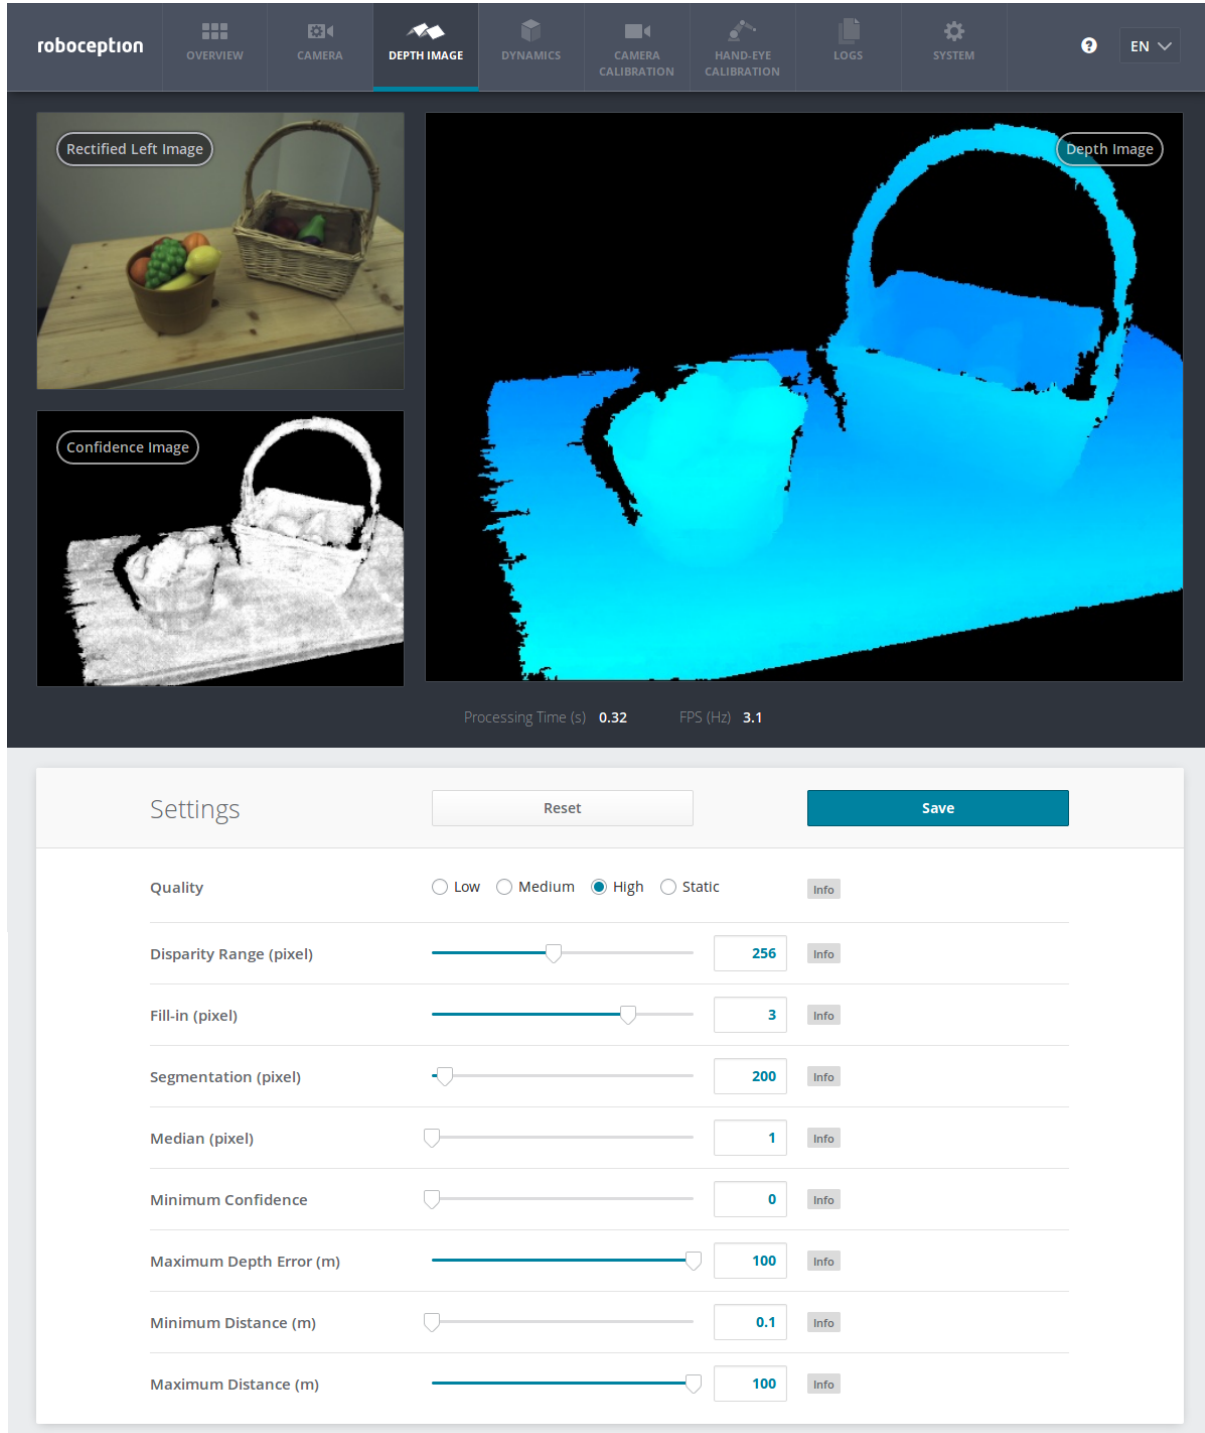 roboception
OVERVIEW
CAMERA
DEPTH IMAGE
DYNAMICS
CAMERA
CALIBRATION
HAND-EYE
CALIBRATION
LOGS
SYSTEM
?
EN
Rectified Left Image
Depth Image
Confidence Image
Processing Time (s) 0.32 FPS (Hz) 3.1
Settings Reset Save
Quality Low Medium High Static Info
Disparity Range (pixel) 256 Info
Fill-in (pixel) 3 Info
Segmentation (pixel) 200 Info
Median (pixel) 1 Info
Minimum Confidence 0 Info
Maximum Depth Error (m) 100 Info
Minimum Distance (m) 0.1 Info
Maximum Distance (m) 100 Info